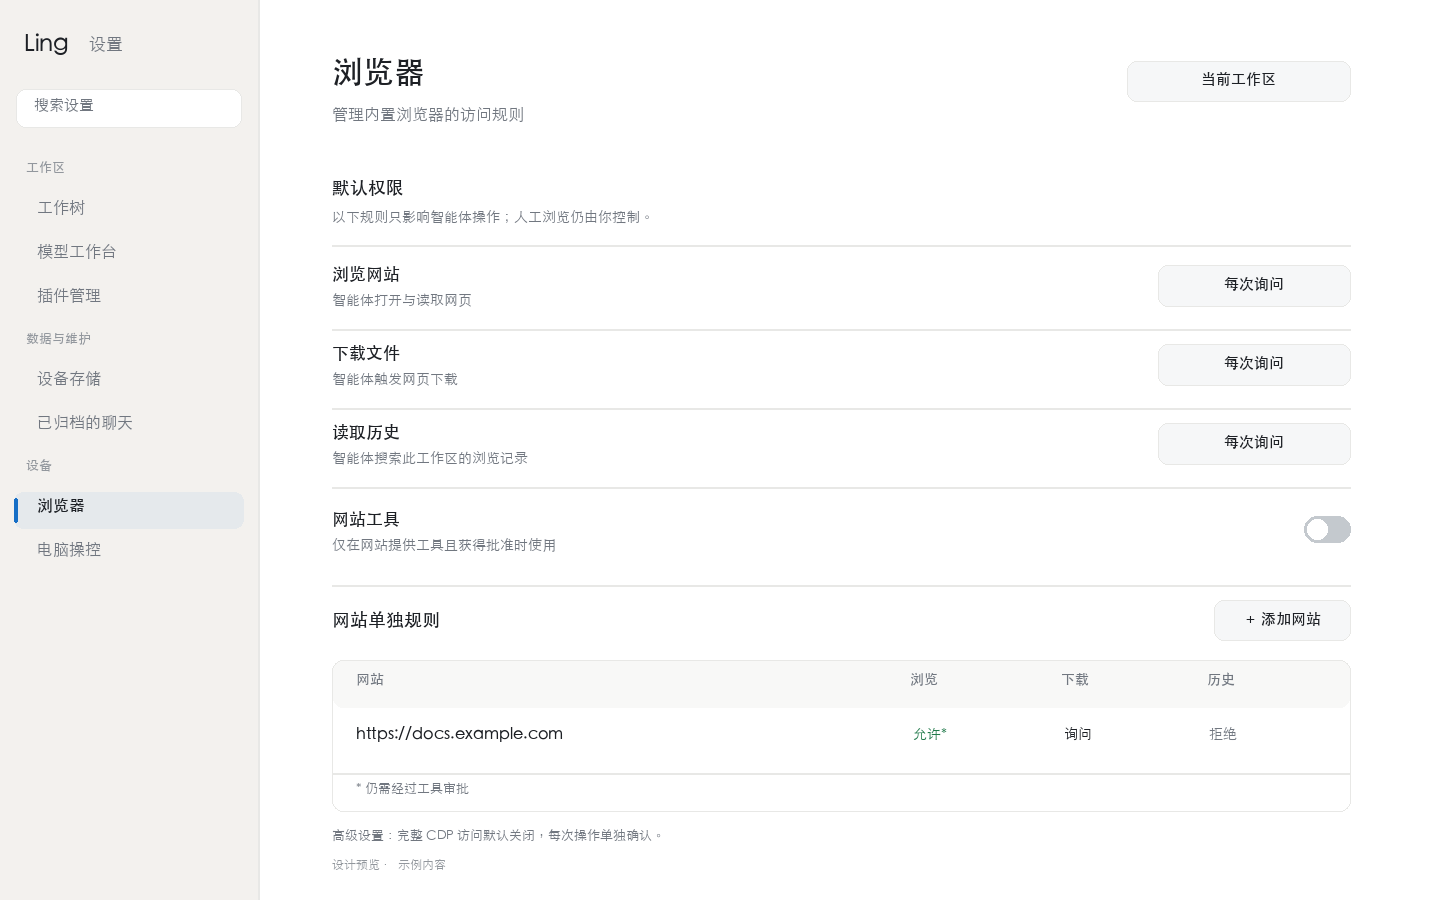 Ling 设置
搜索设置
工作区
工作树
模型工作台
插件管理
数据与维护
设备存储
已归档的聊天
设备
浏览器
电脑操控
浏览器
当前工作区
管理内置浏览器的访问规则
默认权限
以下规则只影响智能体操作；人工浏览仍由你控制。
浏览网站
每次询问
智能体打开与读取网页
下载文件
每次询问
智能体触发网页下载
读取历史
每次询问
智能体搜索此工作区的浏览记录
网站工具
仅在网站提供工具且获得批准时使用
网站单独规则
+ 添加网站
网站 浏览 下载 历史
https://docs.example.com 允许* 询问 拒绝
* 仍需经过工具审批
高级设置：完整 CDP 访问默认关闭，每次操作单独确认。
设计预览 · 示例内容